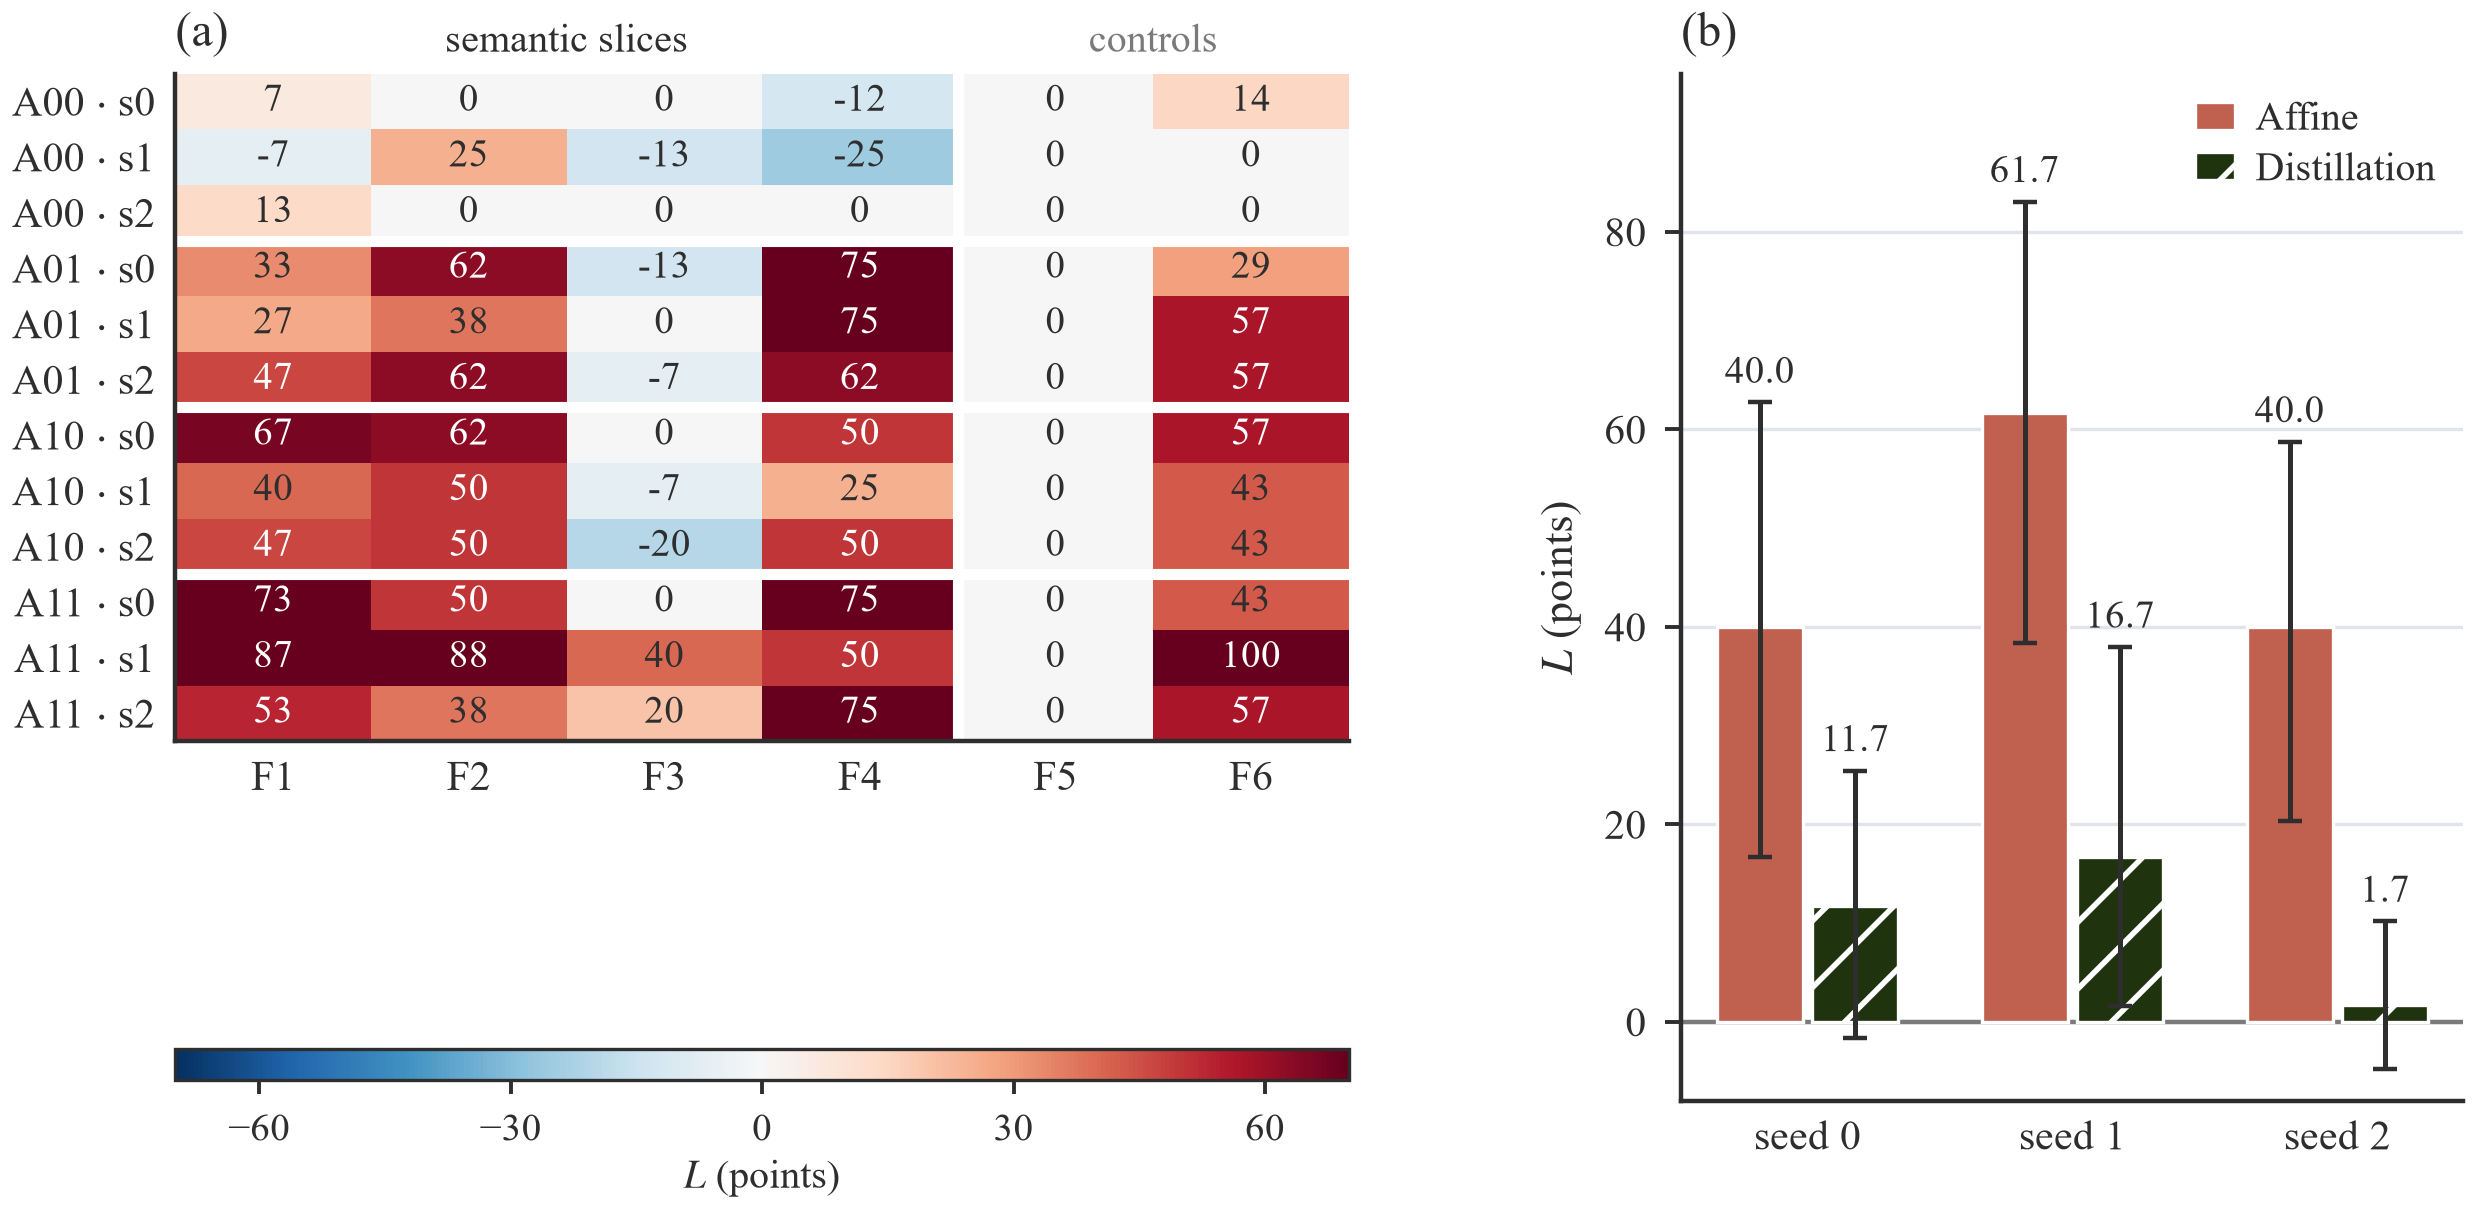 (a) semantic slices controls
A00 · s0 7 0 0 -12 0 14
A00 · s1 -7 25 -13 -25 0 0
A00 · s2 13 0 0 0 0 0
A01 · s0 33 62 -13 75 0 29
A01 · s1 27 38 0 75 0 57
A01 · s2 47 62 -7 62 0 57
A10 · s0 67 62 0 50 0 57
A10 · s1 40 50 -7 25 0 43
A10 · s2 47 50 -20 50 0 43
A11 · s0 73 50 0 75 0 43
A11 · s1 87 88 40 50 0 100
A11 · s2 53 38 20 75 0 57
F1 F2 F3 F4 F5 F6
−60 −30 0 30 60
L (points)
(b)
Affine
Distillation
L (points)
80
60
40
20
0
40.0
11.7
61.7
16.7
40.0
1.7
seed 0 seed 1 seed 2